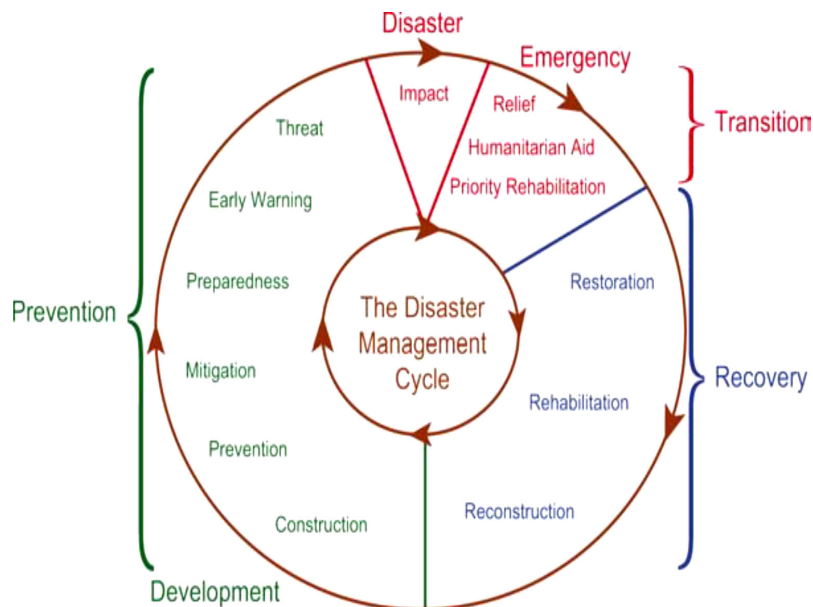 Disaster
Emergency
Impact
Relief
Humanitarian Aid
Priority Rehabilitation
Transition
Threat
Early Warning
Preparedness
Prevention
Mitigation
Prevention
Construction
Development
The Disaster
Management
Cycle
Restoration
Rehabilitation
Reconstruction
Recovery